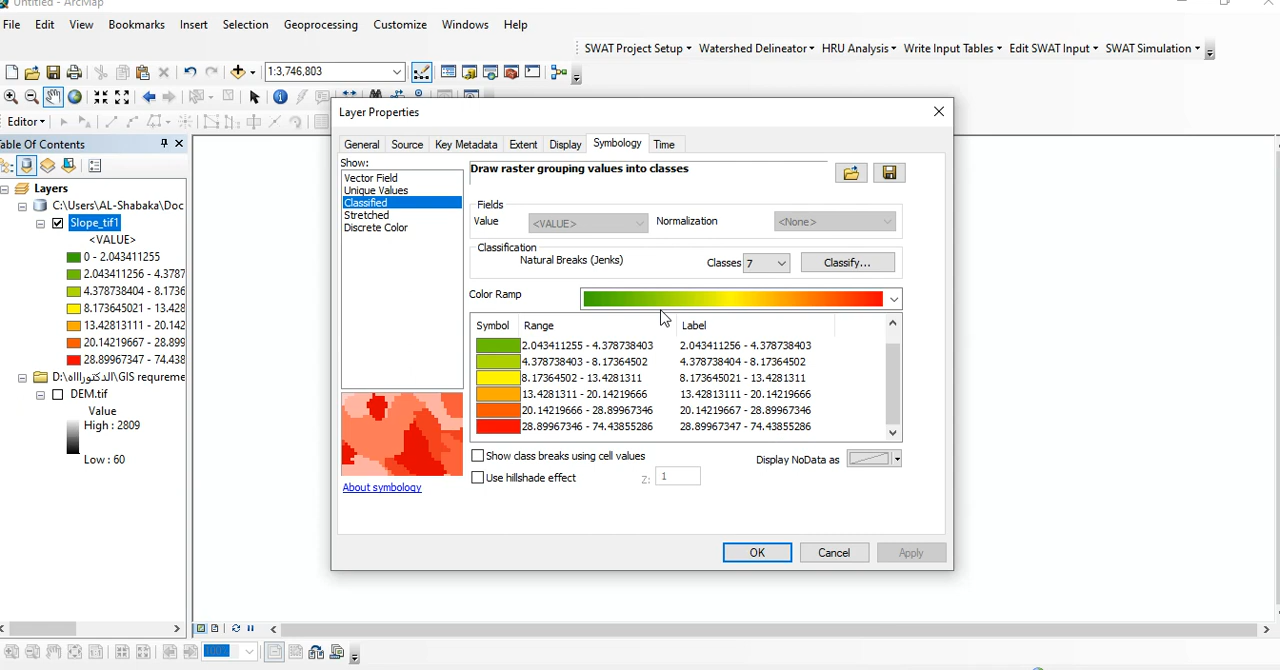 Untitled - ArcMap
File Edit View Bookmarks Insert Selection Geoprocessing Customize Windows Help
SWAT Project Setup Watershed Delineator HRU Analysis Write Input Tables Edit SWAT Input SWAT Simulation
1:3,746,803
Editor
Table Of Contents
Layers
C:\Users\AL-Shabaka\Doc
Slope_tif1
<VALUE>
0 - 2.043411255
2.043411256 - 4.3787
4.378738404 - 8.1736
8.173645021 - 13.428
13.42813111 - 20.142
20.14219667 - 28.899
28.89967347 - 74.438
D:\الدكتوراااه\GIS requreme
DEM.tif
Value
High : 2809
Low : 60
Layer Properties
General Source Key Metadata Extent Display Symbology Time
Show:
Vector Field
Unique Values
Classified
Stretched
Discrete Color
About symbology
Draw raster grouping values into classes
Fields
Value <VALUE> Normalization <None>
Classification
Natural Breaks (Jenks) Classes 7 Classify...
Color Ramp
Symbol Range Label
2.043411255 - 4.378738403 2.043411256 - 4.378738403
4.378738403 - 8.17364502 4.378738404 - 8.17364502
8.17364502 - 13.4281311 8.173645021 - 13.4281311
13.4281311 - 20.14219666 13.42813111 - 20.14219666
20.14219666 - 28.89967346 20.14219667 - 28.89967346
28.89967346 - 74.43855286 28.89967347 - 74.43855286
Show class breaks using cell values Display NoData as
Use hillshade effect Z: 1
OK Cancel Apply
100%